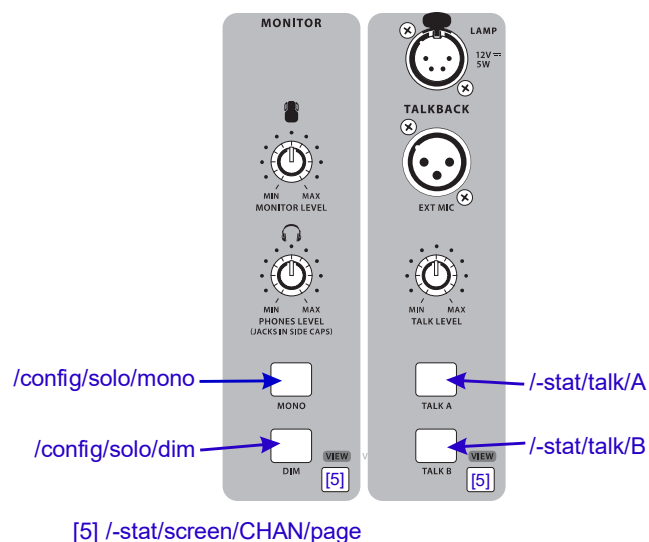 MONITOR
MIN MAX
MONITOR LEVEL
MIN MAX
PHONES LEVEL
(JACKS IN SIDE CAPS)
/config/solo/mono
MONO
/config/solo/dim
DIM
VIEW
[5]
LAMP
12V
5W
TALKBACK
EXT MIC
MIN MAX
TALK LEVEL
/-stat/talk/A
TALK A
/-stat/talk/B
V
TALK B
VIEW
[5]
[5] /-stat/screen/CHAN/page